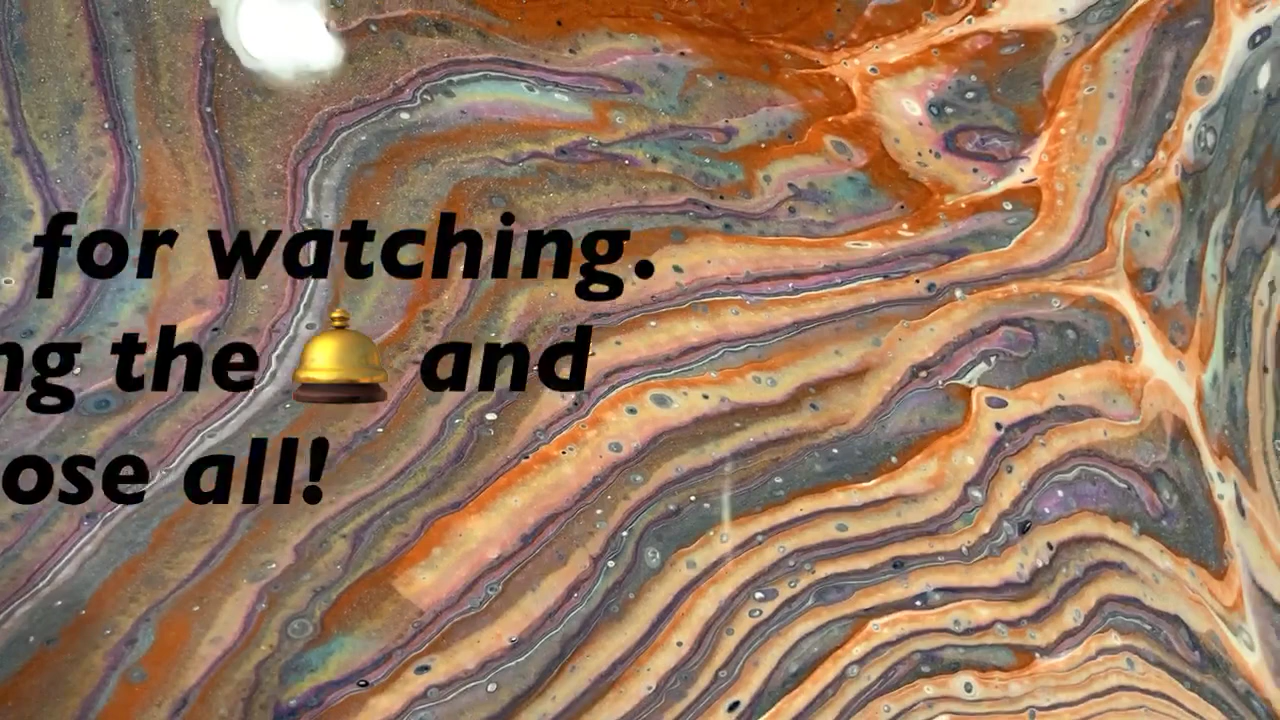 for watching.
ng the 🛎 and
ose all!